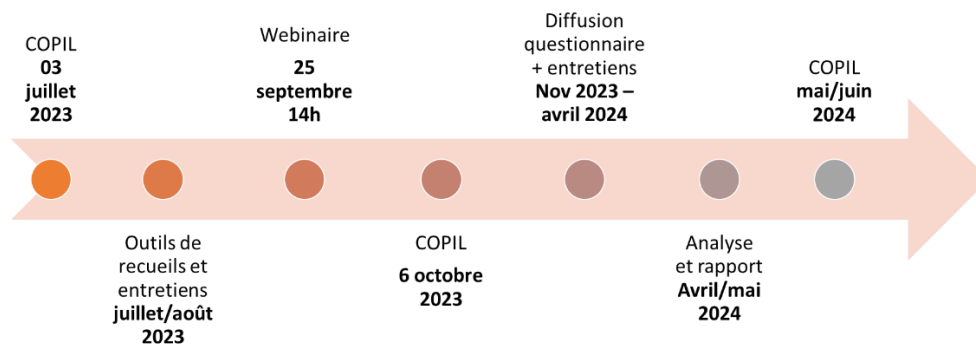 COPIL
03
juillet
2023
Outils de
recueils et
entretiens
juillet/août
2023
Webinaire
25
septembre
14h
COPIL
6 octobre
2023
Diffusion
questionnaire
+ entretiens
Nov 2023 –
avril 2024
Analyse
et rapport
Avril/mai
2024
COPIL
mai/juin
2024